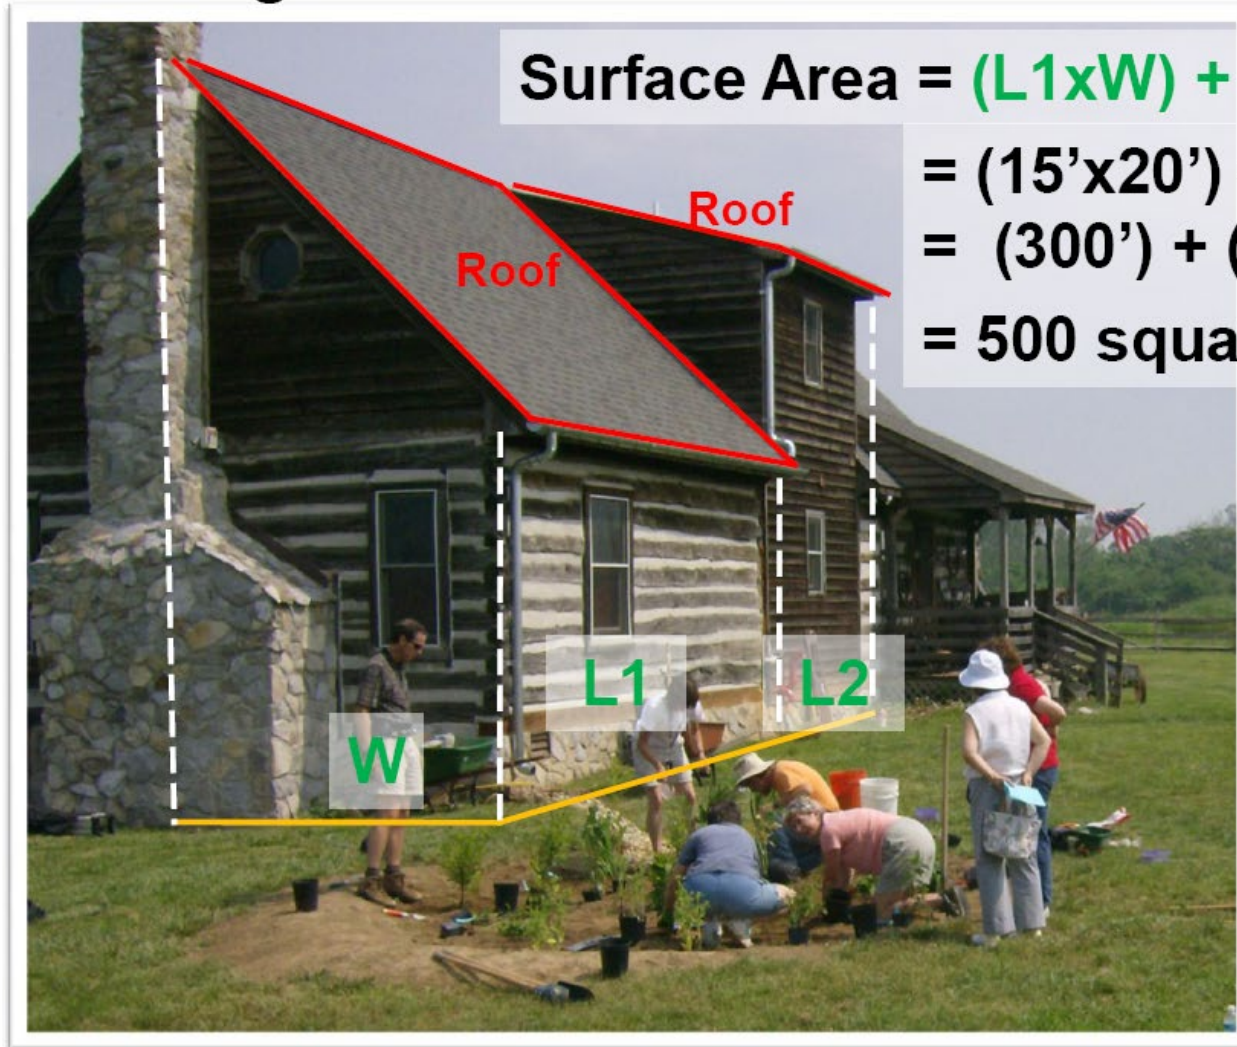 Surface Area = (L1xW) +
= (15’x20’)
= (300’) + (
= 500 squa
Roof
Roof
L1
L2
W